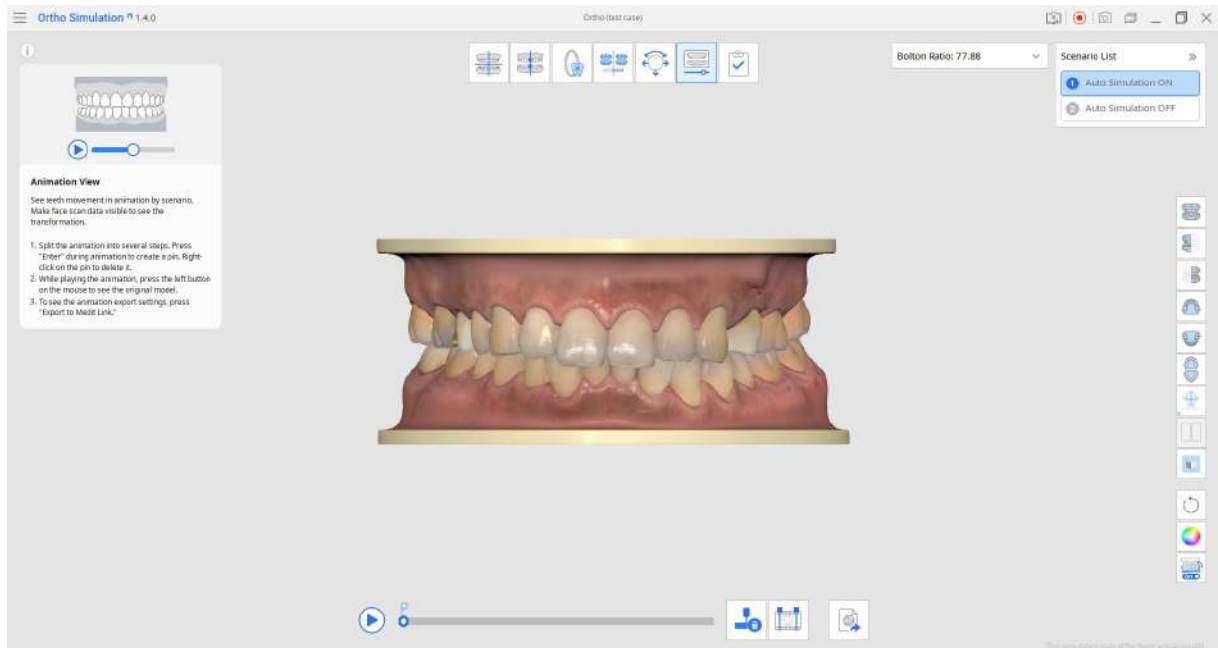 Ortho Simulation 1.4.0
Ortho (test case)
Bolton Ratio: 77.88
Scenario List
1 Auto Simulation ON
2 Auto Simulation OFF
Animation View
See teeth movement in animation by scenario.
Make face scan data visible to see the
transformation.
1. Split the animation into several steps. Press
"Enter" during animation to create a pin. Right-
click on the pin to delete it.
2. While playing the animation, press the left button
on the mouse to see the original model.
3. To see the animation export settings, press
"Export to Medit Link."